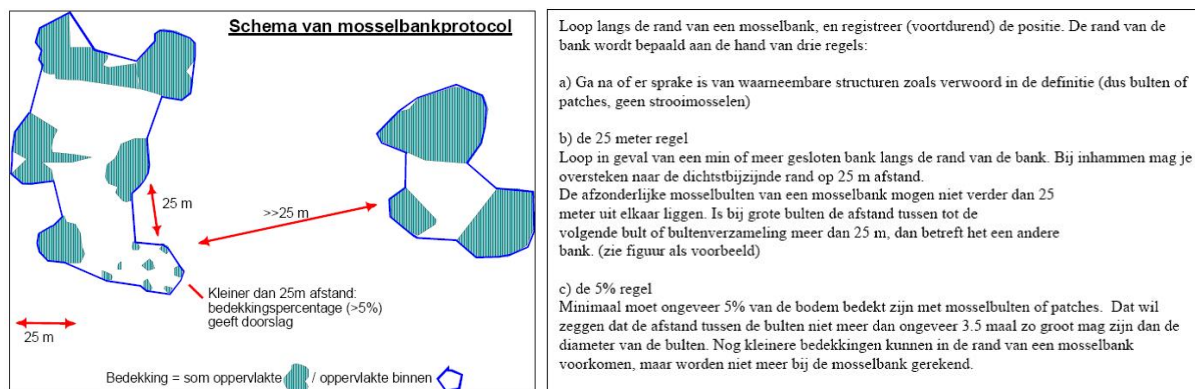 Schema van mosselbankprotocol
25 m
>>25 m
Kleiner dan 25m afstand:
bedekkingspercentage (>5%)
geeft doorslag
25 m
Bedekking = som oppervlakte / oppervlakte binnen
Loop langs de rand van een mosselbank, en registreer (voortdurend) de positie. De rand van de
bank wordt bepaald aan de hand van drie regels:
a) Ga na of er sprake is van waarneembare structuren zoals verwoord in de definitie (dus bulten of
patches, geen strooimosselen)
b) de 25 meter regel
Loop in geval van een min of meer gesloten bank langs de rand van de bank. Bij inhammen mag je
oversteken naar de dichtstbijzijnde rand op 25 m afstand.
De afzonderlijke mosselbulten van een mosselbank mogen niet verder dan 25
meter uit elkaar liggen. Is bij grote bulten de afstand tussen tot de
volgende bult of bultenverzameling meer dan 25 m, dan betreft het een andere
bank. (zie figuur als voorbeeld)
c) de 5% regel
Minimaal moet ongeveer 5% van de bodem bedekt zijn met mosselbulten of patches. Dat wil
zeggen dat de afstand tussen de bulten niet meer dan ongeveer 3.5 maal zo groot mag zijn dan de
diameter van de bulten. Nog kleinere bedekkingen kunnen in de rand van een mosselbank
voorkomen, maar worden niet meer bij de mosselbank gerekend.